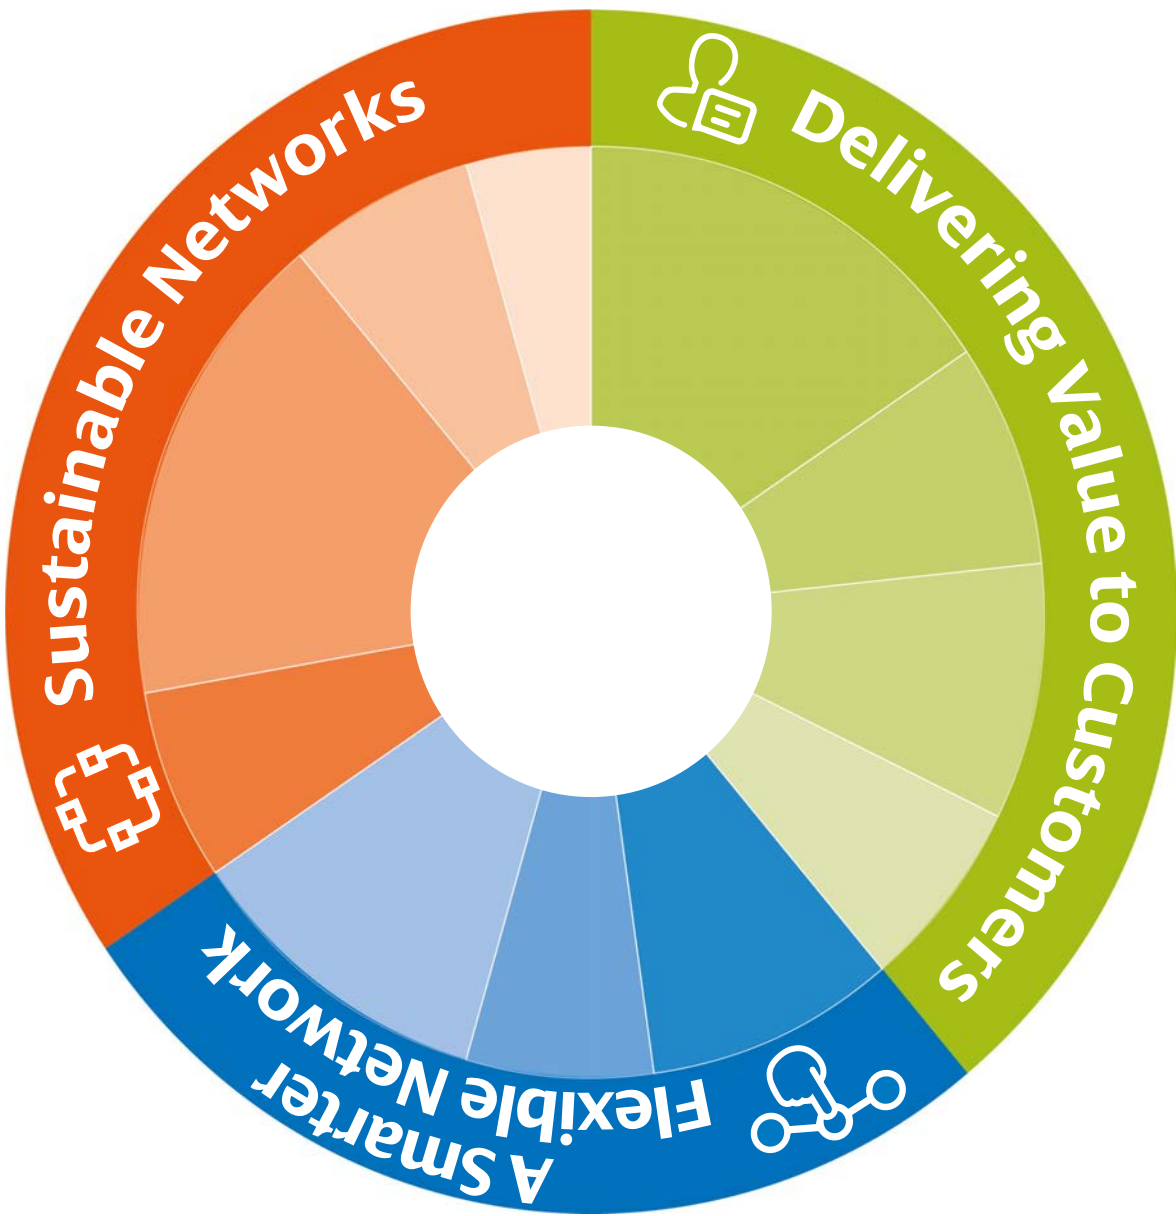 Delivering Value to Customers
A Smarter
Flexible Network
Sustainable Networks